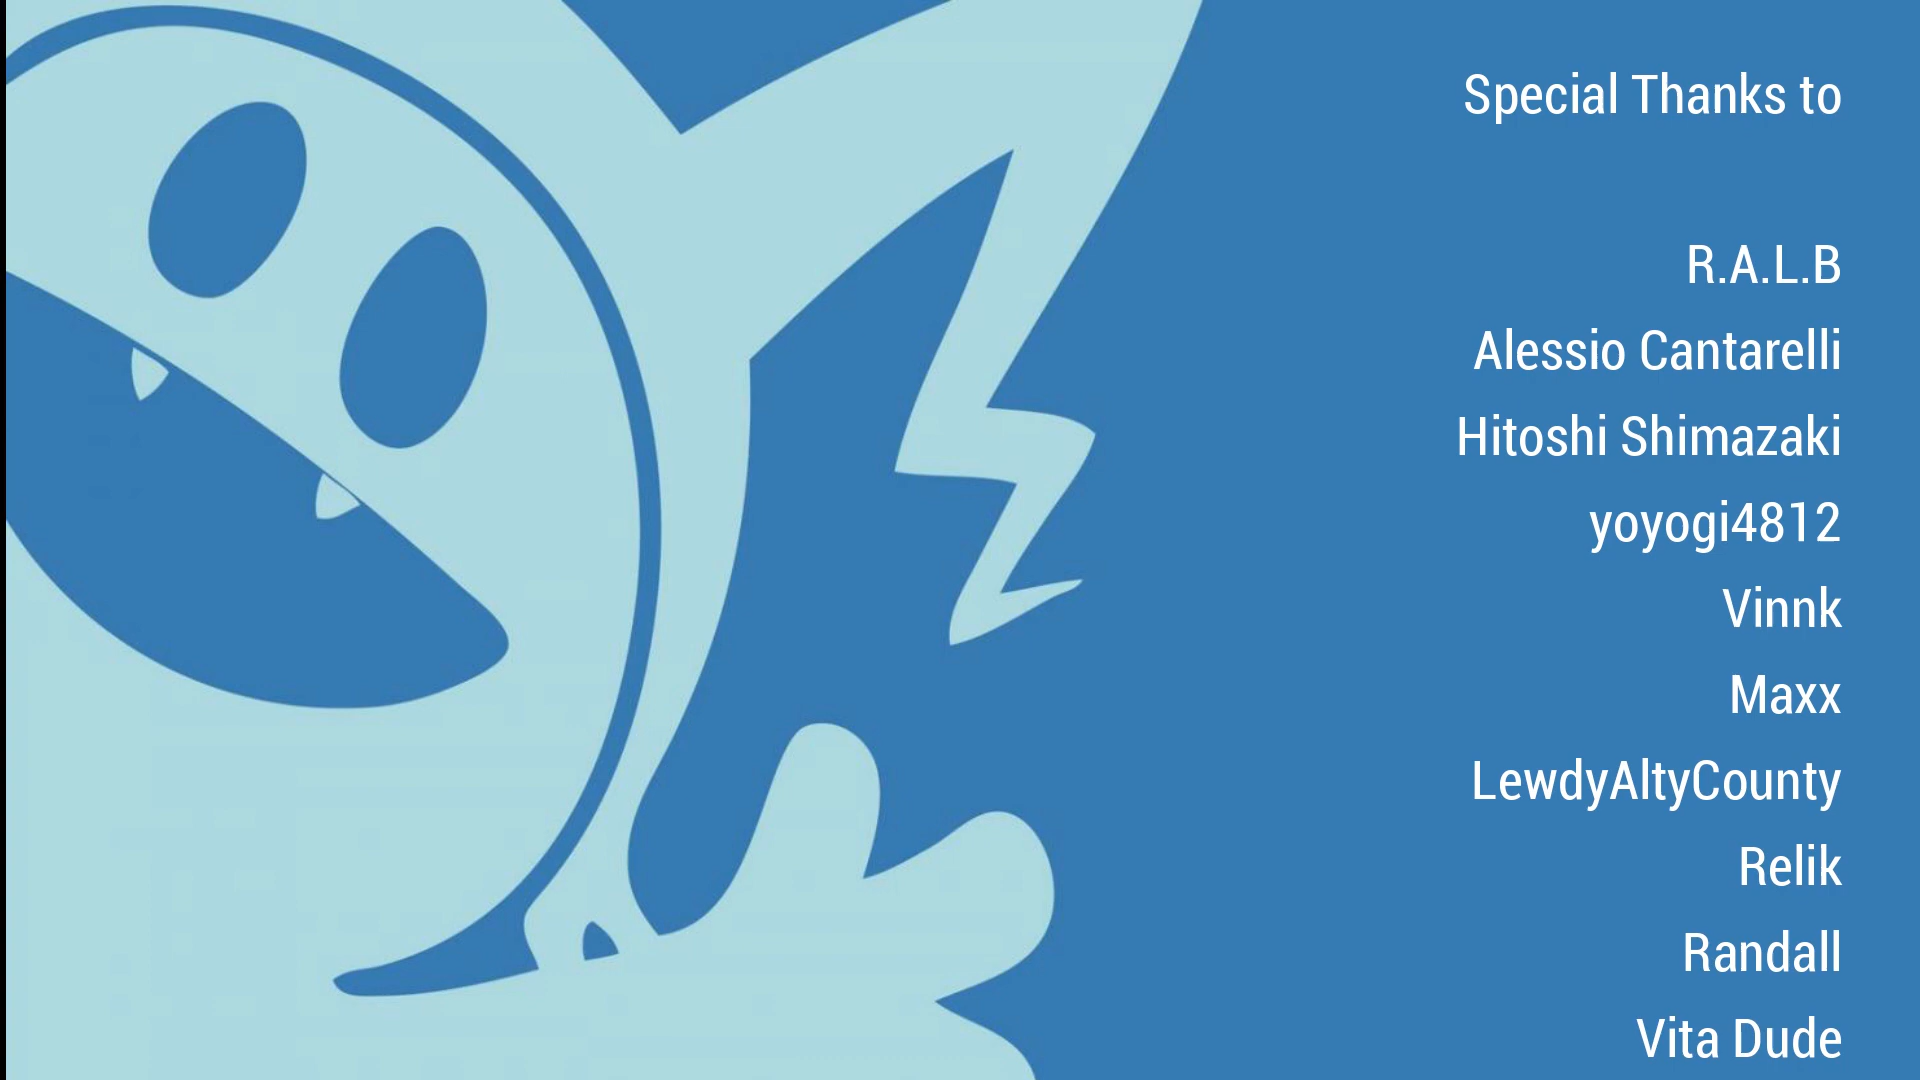 Special Thanks to
R.A.L.B
Alessio Cantarelli
Hitoshi Shimazaki
yoyogi4812
Vinnk
Maxx
LewdyAltyCounty
Relik
Randall
Vita Dude